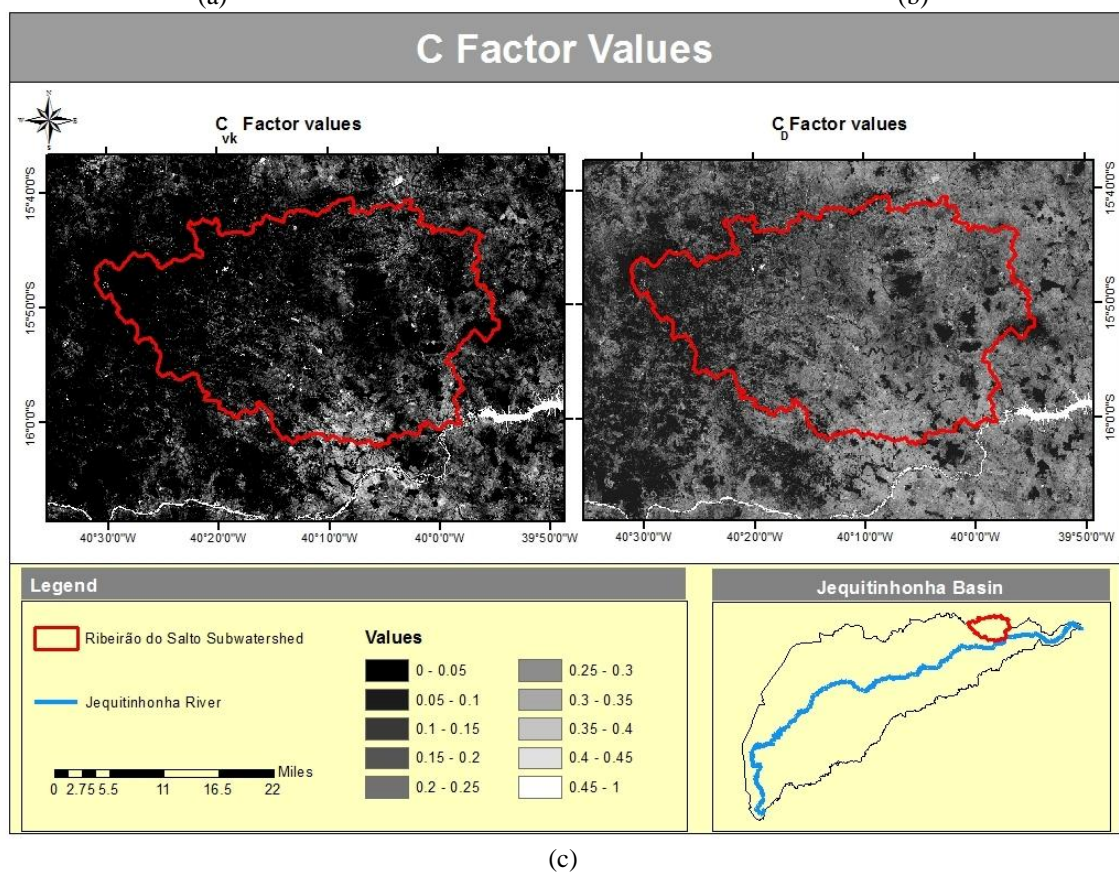 (a) (b)
C Factor Values
N
W E
S
C vk Factor values
C D Factor values
15°40'0"S
15°50'0"S
16°0'0"S
15°40'0"S
15°50'0"S
16°0'0"S
40°30'0"W 40°20'0"W 40°10'0"W 40°0'0"W 39°50'0"W
40°30'0"W 40°20'0"W 40°10'0"W 40°0'0"W 39°50'0"W
Legend
Ribeirão do Salto Subwatershed
Jequitinhonha River
Miles
0 2.75 5.5 11 16.5 22
Values
0 - 0.05
0.05 - 0.1
0.1 - 0.15
0.15 - 0.2
0.2 - 0.25
0.25 - 0.3
0.3 - 0.35
0.35 - 0.4
0.4 - 0.45
0.45 - 1
Jequitinhonha Basin
(c)